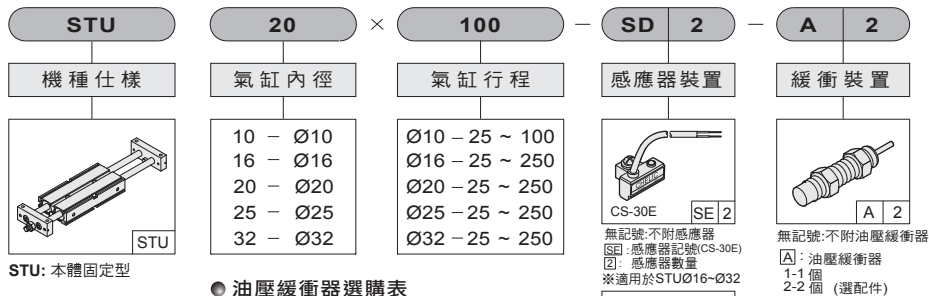 STU 20 × 100 － SD 2 － A 2
機種仕様
氣缸內徑
氣缸行程
感應器裝置
緩衝裝置
STU
STU: 本體固定型
10 － Ø10
16 － Ø16
20 － Ø20
25 － Ø25
32 － Ø32
Ø10－25 ~ 100
Ø16－25 ~ 250
Ø20－25 ~ 250
Ø25－25 ~ 250
Ø32－25 ~ 250
CS-30E
SE 2
無記號:不附感應器
SE:感應器記號(CS-30E)
2: 感應器數量
※適用於STUØ16~Ø32
A 2
無記號:不附油壓緩衝器
A:油壓緩衝器
1-1 個
2-2 個 (選配件)
油壓緩衝器選購表